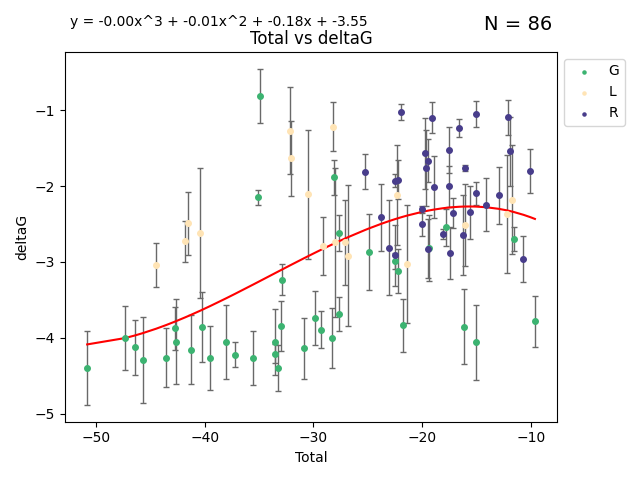 y = -0.00x^3 + -0.01x^2 + -0.18x + -3.55
N = 86
Total vs deltaG
G
L
R
−1
−2
−3
−4
−5
deltaG
−50 −40 −30 −20 −10
Total